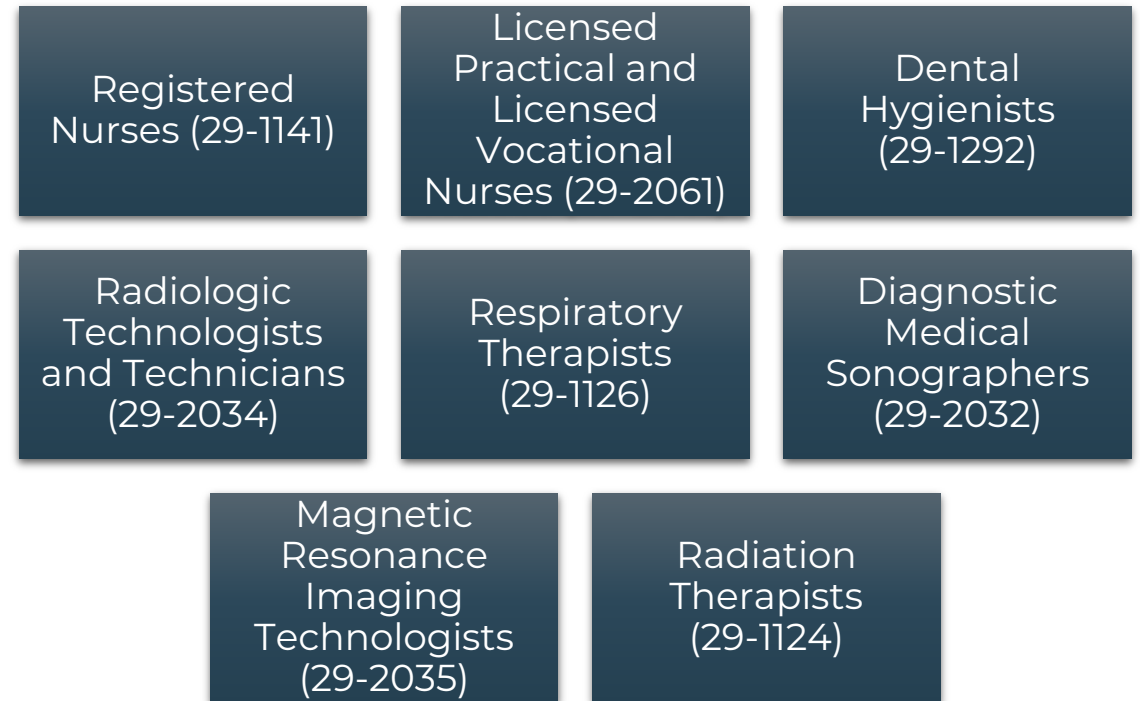 Registered
Nurses (29-1141)
Licensed
Practical and
Licensed
Vocational
Nurses (29-2061)
Dental
Hygienists
(29-1292)
Radiologic
Technologists
and Technicians
(29-2034)
Respiratory
Therapists
(29-1126)
Diagnostic
Medical
Sonographers
(29-2032)
Magnetic
Resonance
Imaging
Technologists
(29-2035)
Radiation
Therapists
(29-1124)